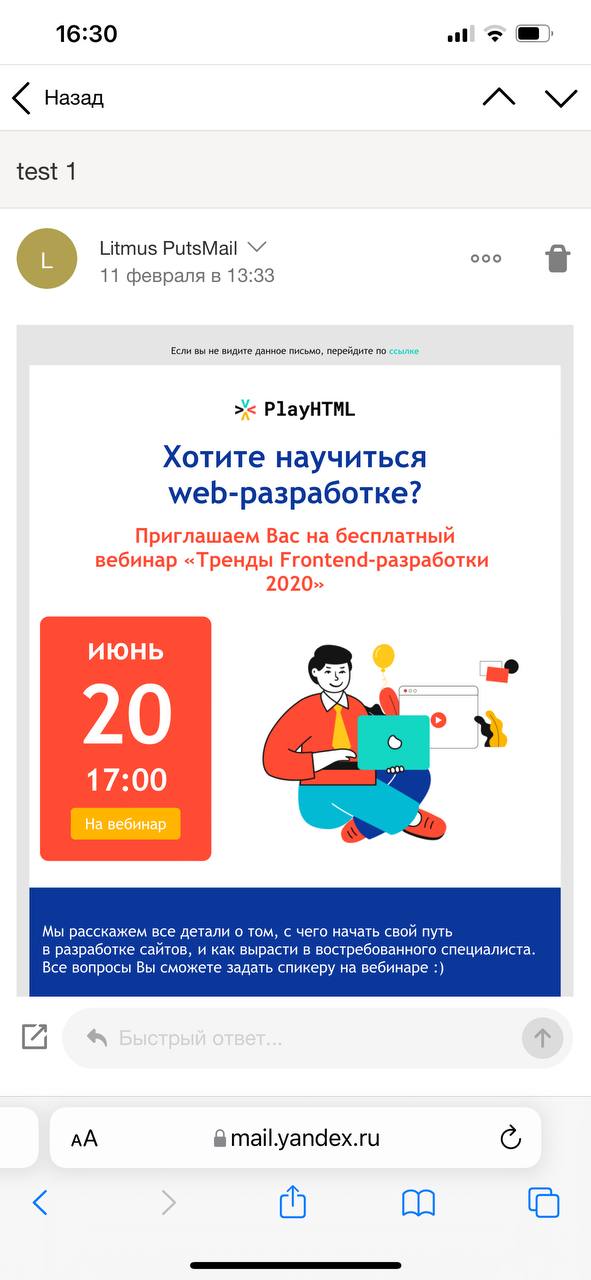 16:30
Назад
test 1
L
Litmus PutsMail
11 февраля в 13:33
Если вы не видите данное письмо, перейдите по ссылке
PlayHTML
Хотите научиться
web-разработке?
Приглашаем Вас на бесплатный
вебинар «Тренды Frontend-разработки
2020»
ИЮНЬ
20
17:00
На вебинар
Мы расскажем все детали о том, с чего начать свой путь
в разработке сайтов, и как вырасти в востребованного специалиста.
Все вопросы Вы сможете задать спикеру на вебинаре :)
Быстрый ответ...
AA
mail.yandex.ru